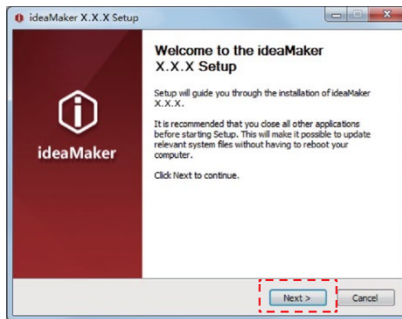 ideaMaker X.X.X Setup
Welcome to the ideaMaker
X.X.X Setup
Setup will guide you through the installation of ideaMaker
X.X.X.
It is recommended that you close all other applications
before starting Setup. This will make it possible to update
relevant system files without having to reboot your
computer.
Click Next to continue.
ideaMaker
Next >
Cancel